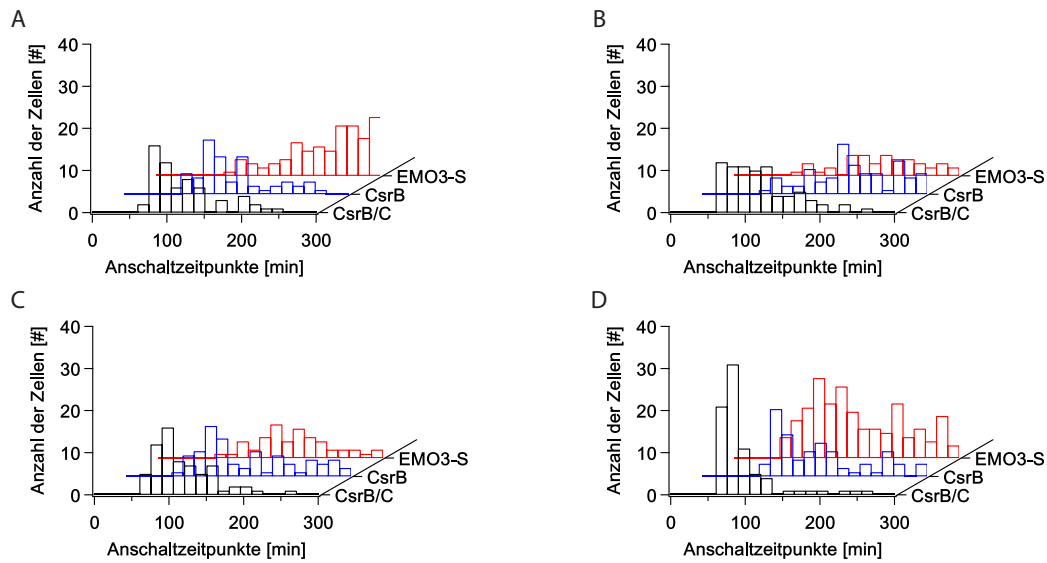 A
Anzahl der Zellen [#]
40
30
20
10
0
0
100
200
300
Anschaltzeitpunkte [min]
EMO3-S
CsrB
CsrB/C
B
Anzahl der Zellen [#]
40
30
20
10
0
0
100
200
300
Anschaltzeitpunkte [min]
EMO3-S
CsrB
CsrB/C
C
Anzahl der Zellen [#]
40
30
20
10
0
0
100
200
300
Anschaltzeitpunkte [min]
EMO3-S
CsrB
CsrB/C
D
Anzahl der Zellen [#]
40
30
20
10
0
0
100
200
300
Anschaltzeitpunkte [min]
EMO3-S
CsrB
CsrB/C